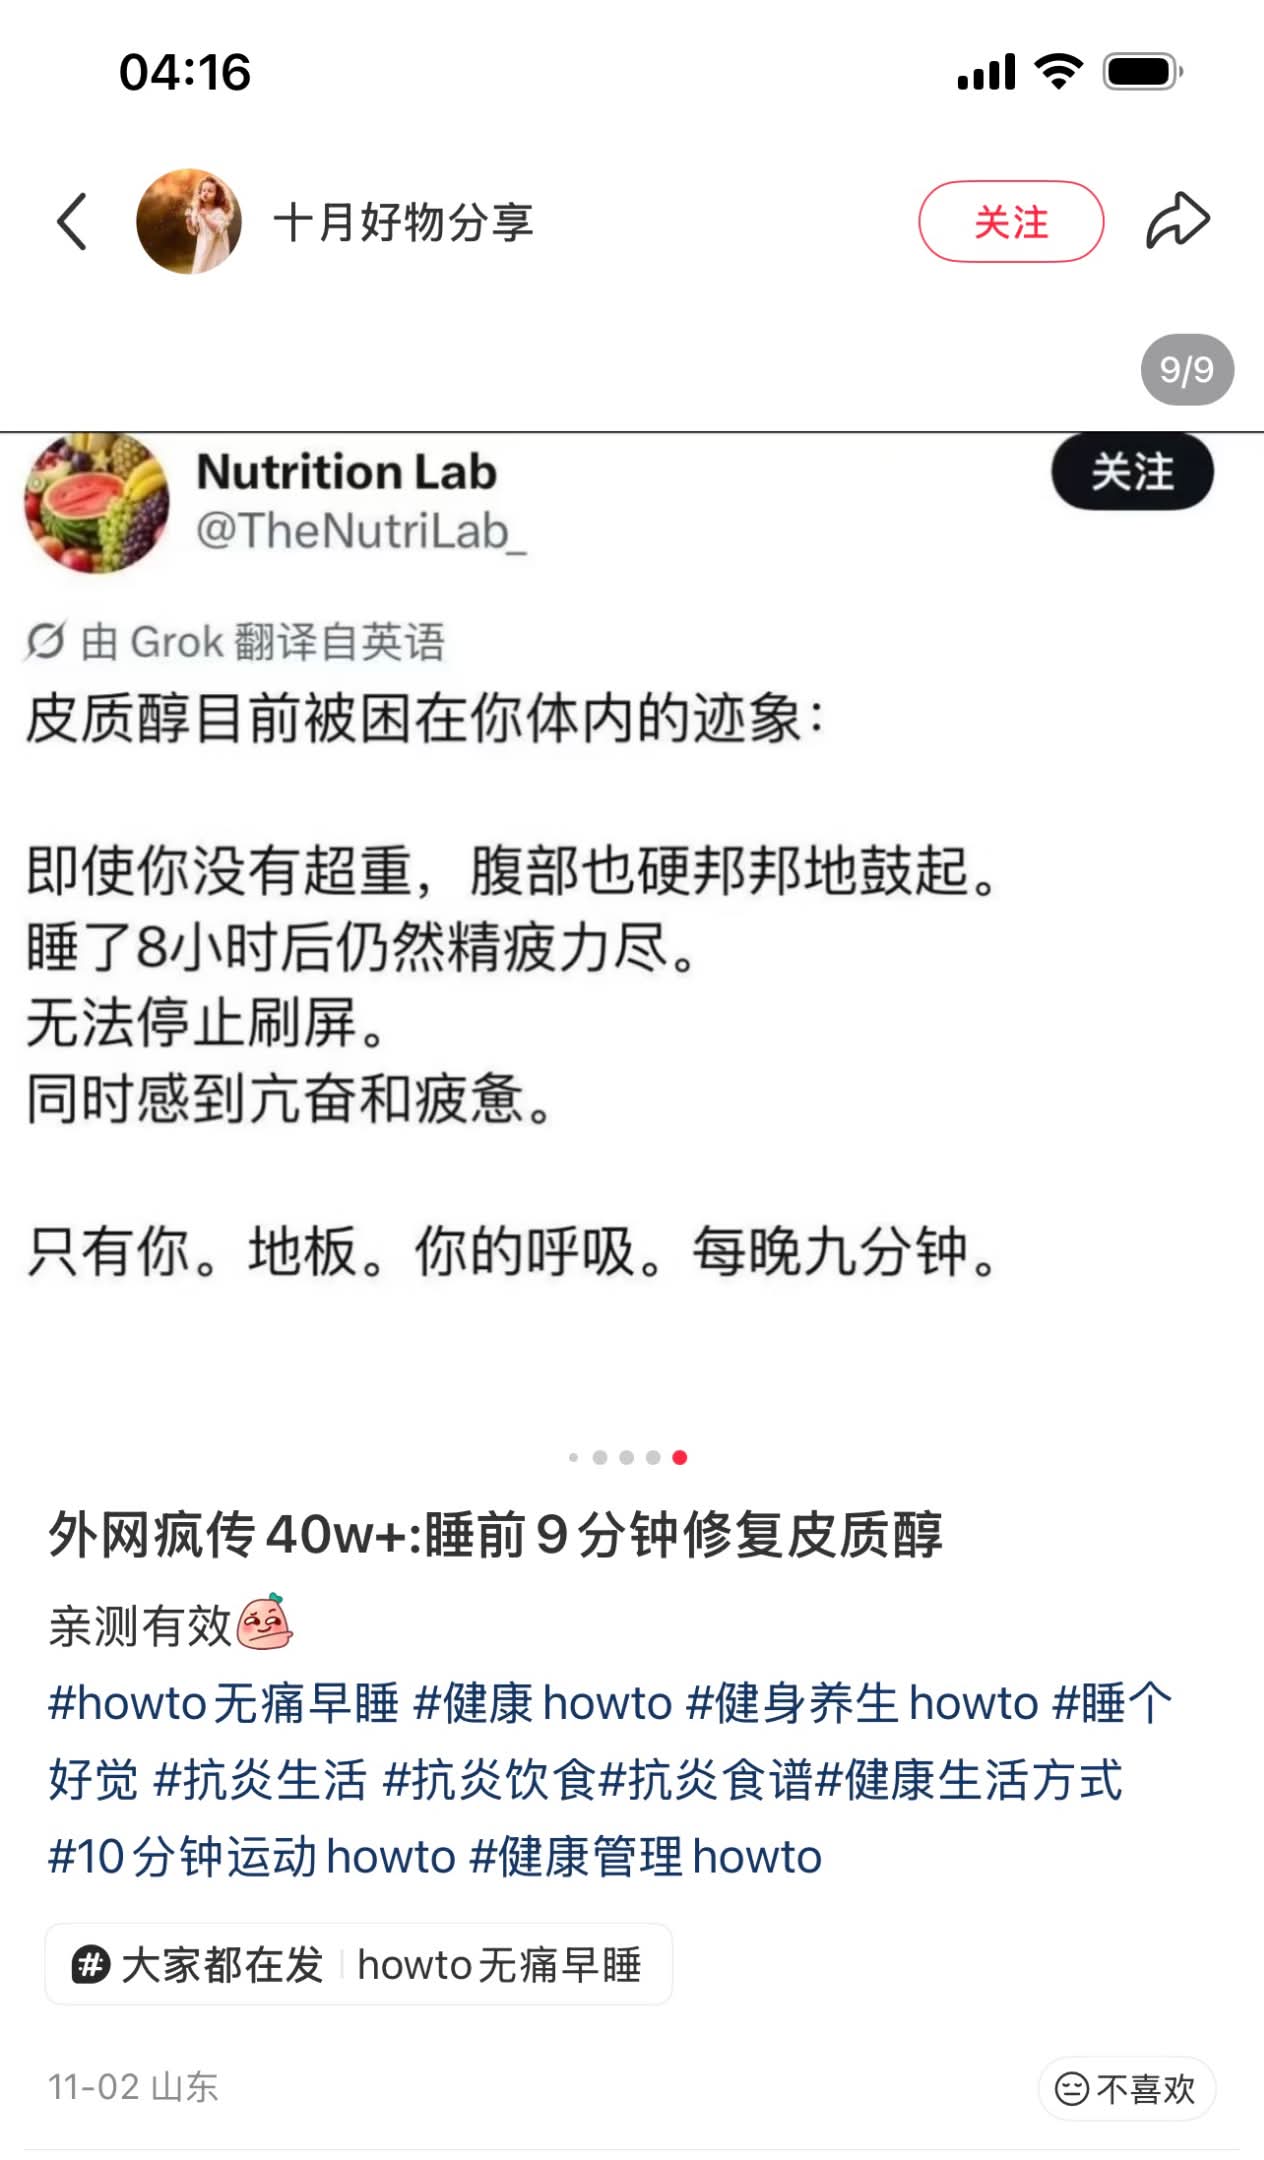 04:16
十月好物分享
关注
9/9
Nutrition Lab
关注
@TheNutriLab_
由 Grok 翻译自英语
皮质醇目前被困在你体内的迹象：
即使你没有超重，腹部也硬邦邦地鼓起。
睡了8小时后仍然精疲力尽。
无法停止刷屏。
同时感到亢奋和疲惫。
只有你。地板。你的呼吸。每晚九分钟。
外网疯传40w+:睡前9分钟修复皮质醇
亲测有效
#howto无痛早睡 #健康howto #健身养生howto #睡个
好觉 #抗炎生活 #抗炎饮食#抗炎食谱#健康生活方式
#10分钟运动howto #健康管理howto
# 大家都在发 howto无痛早睡
11-02 山东
不喜欢